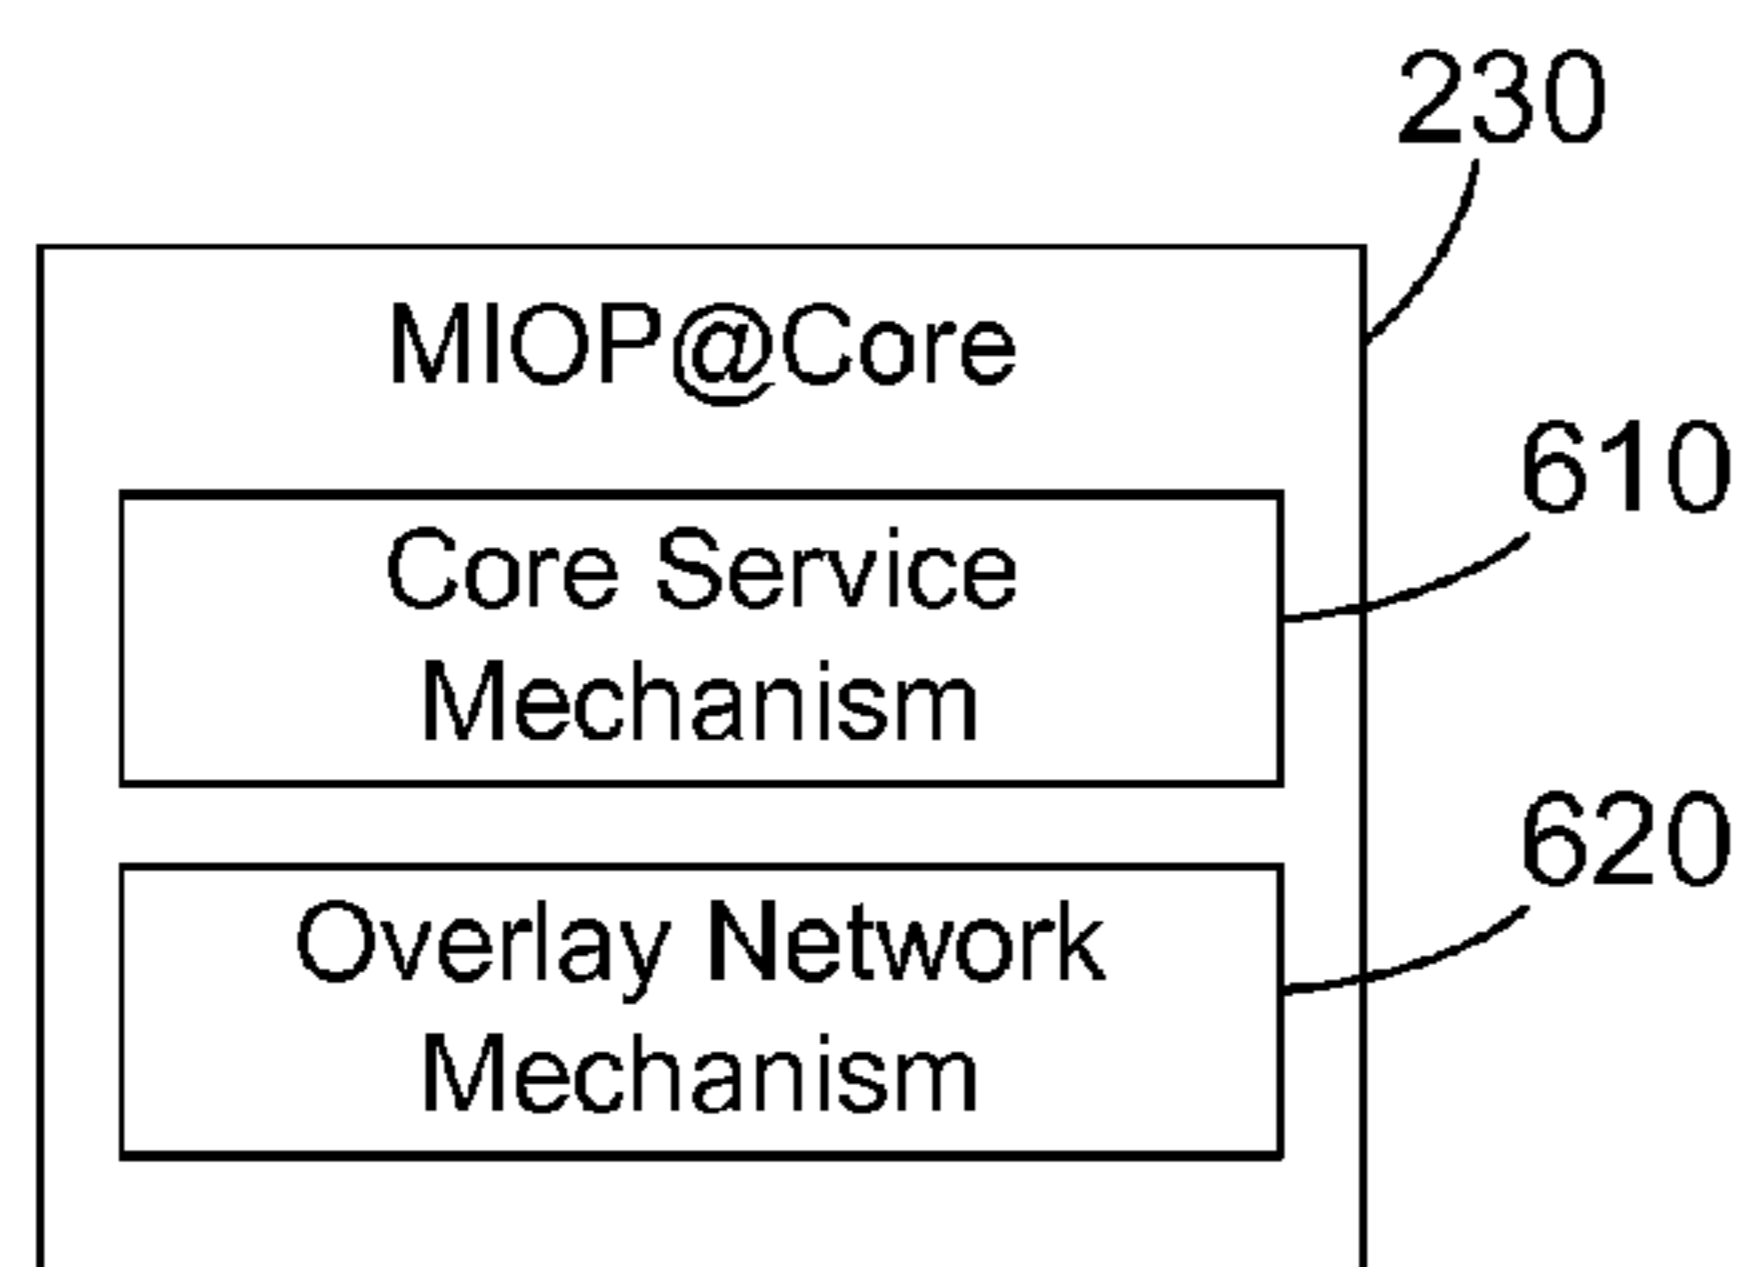 230
MIOP@Core
610
Core Service
Mechanism
620
Overlay Network
Mechanism